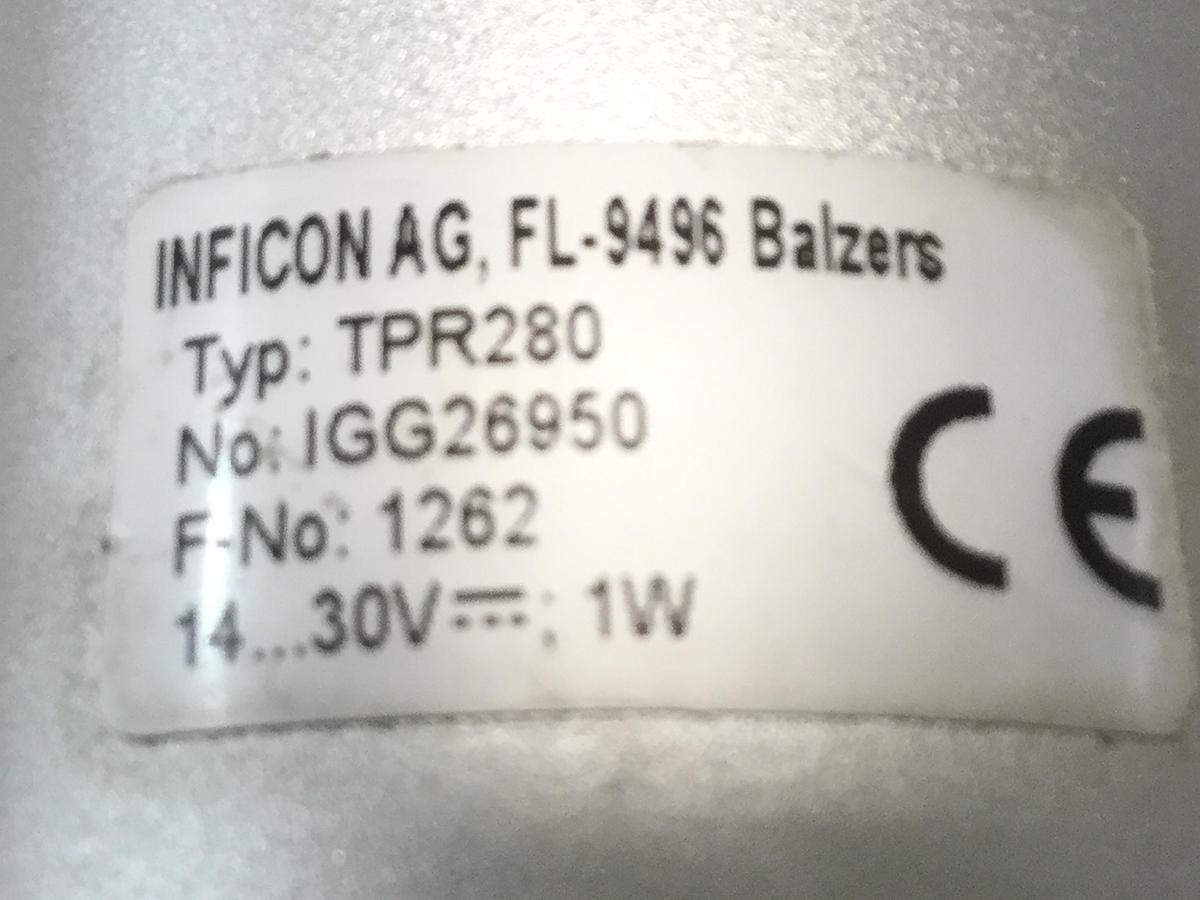 INFICON AG, FL-9496 Balzers
Typ: TPR280
No: IGG26950
F-No: 1262
14...30V⎓; 1W
CE